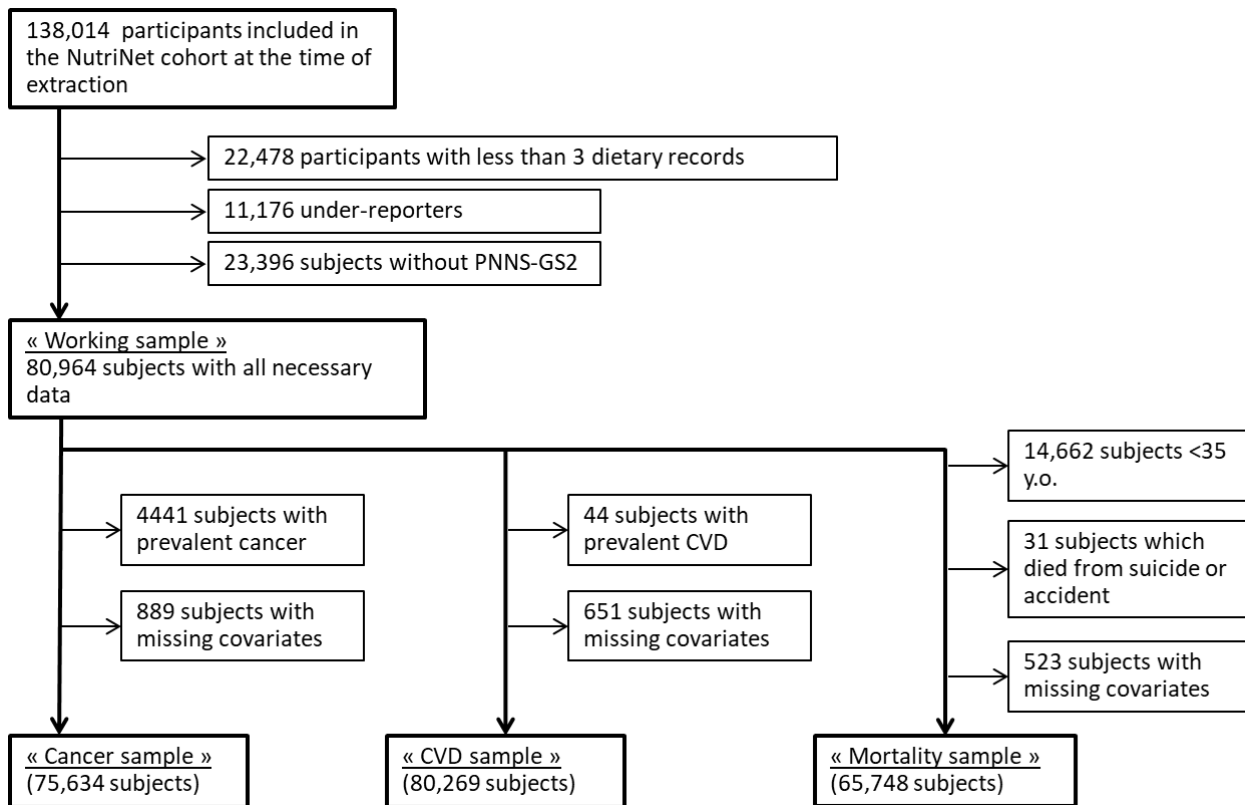 138,014 participants included in
the NutriNet cohort at the time of
extraction
22,478 participants with less than 3 dietary records
11,176 under-reporters
23,396 subjects without PNNS-GS2
« Working sample »
80,964 subjects with all necessary
data
14,662 subjects <35
y.o.
4441 subjects with
prevalent cancer
44 subjects with
prevalent CVD
31 subjects which
died from suicide or
accident
889 subjects with
missing covariates
651 subjects with
missing covariates
523 subjects with
missing covariates
« Cancer sample »
(75,634 subjects)
« CVD sample »
(80,269 subjects)
« Mortality sample »
(65,748 subjects)